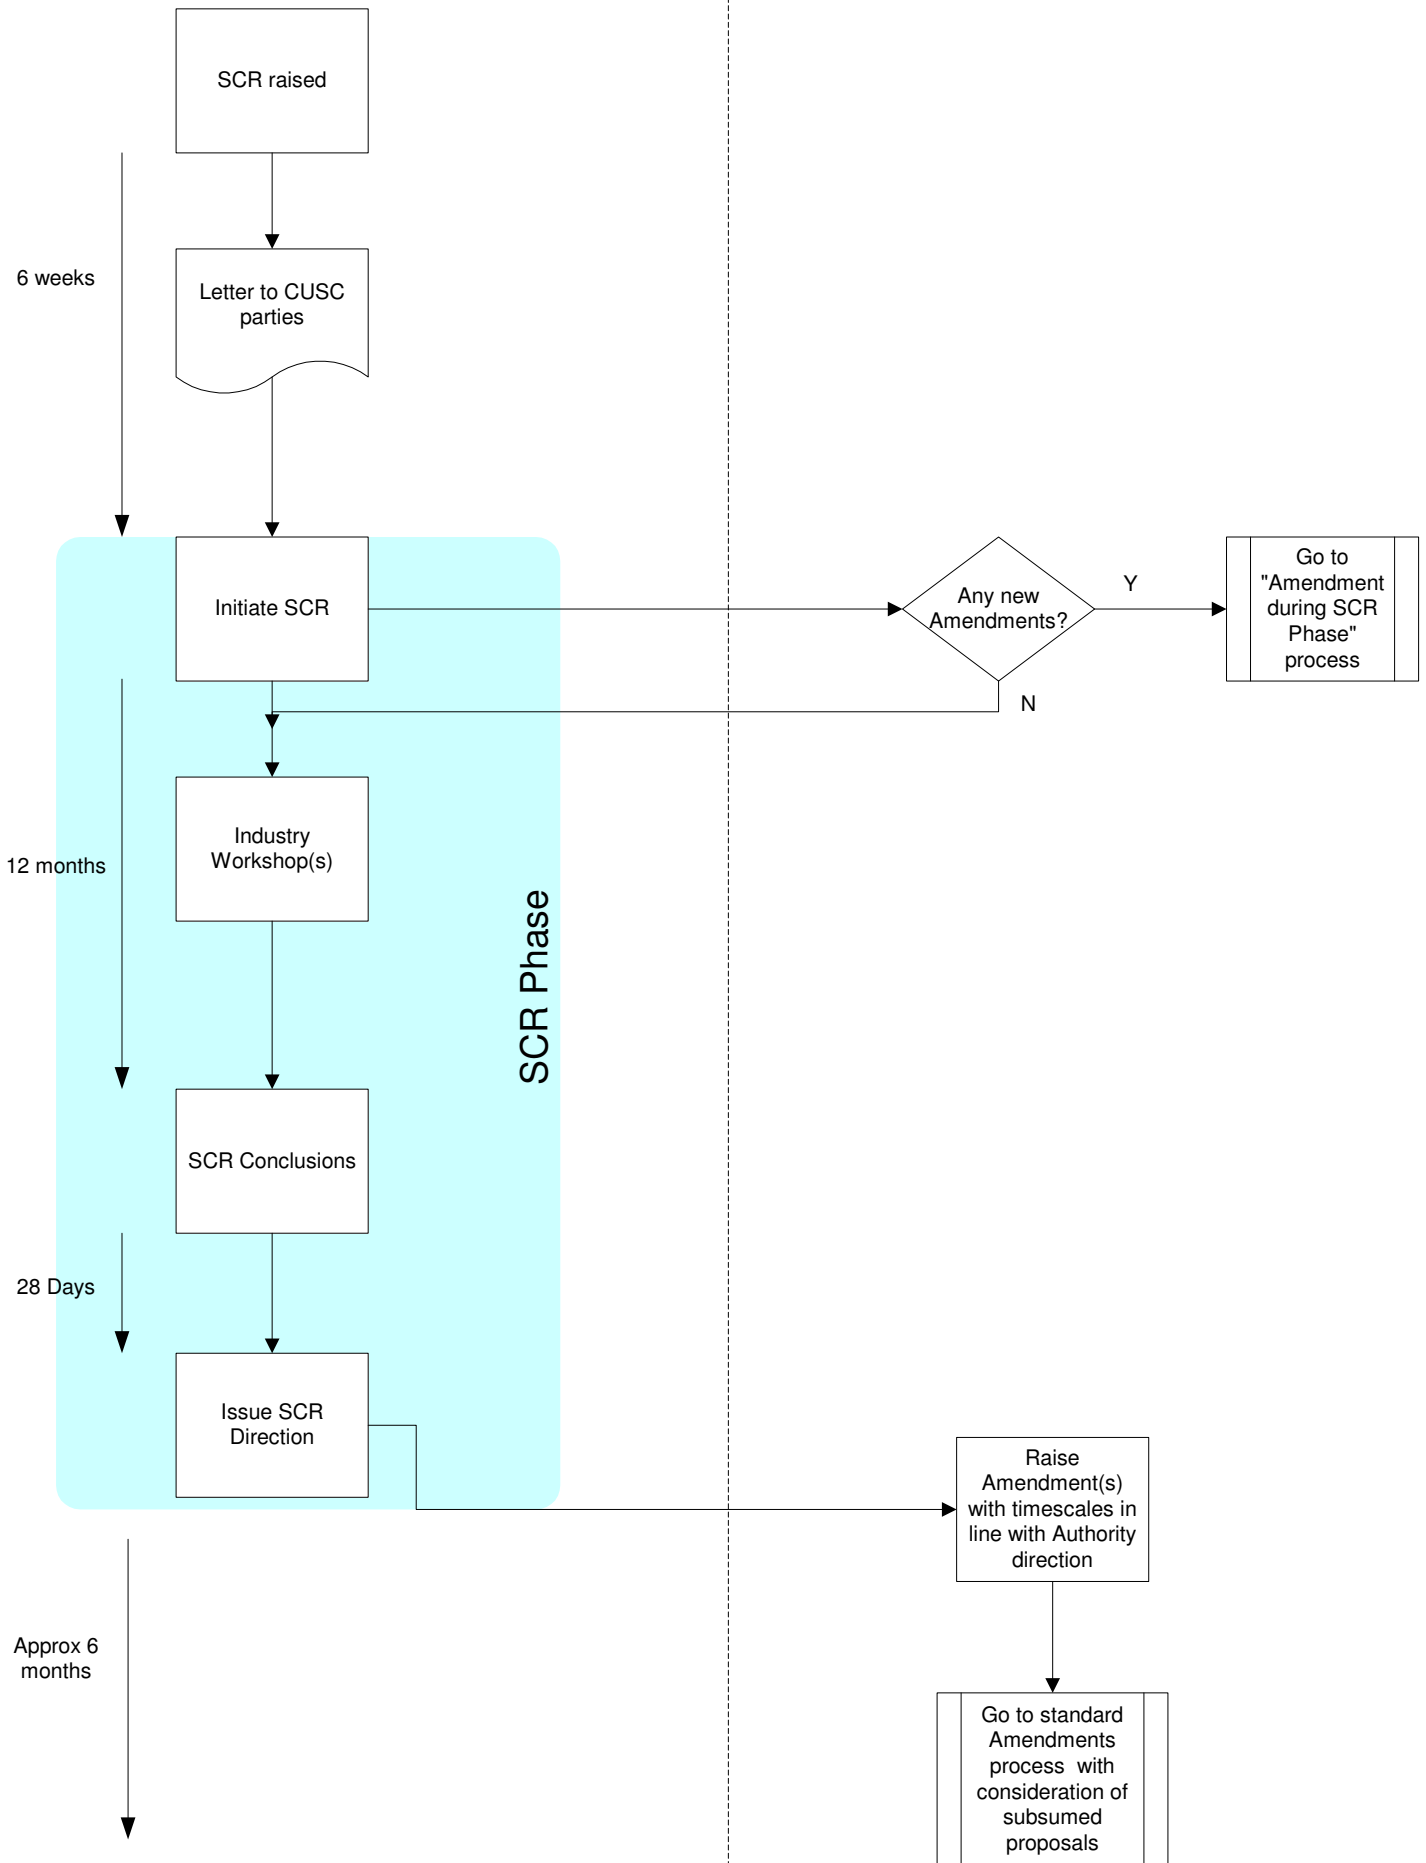 SCR raised
6 weeks
Letter to CUSC
parties
Initiate SCR
Any new
Amendments?
Y
Go to
"Amendment
during SCR
Phase"
process
N
Industry
Workshop(s)
12 months
SCR Phase
SCR Conclusions
28 Days
Issue SCR
Direction
Raise
Amendment(s)
with timescales in
line with Authority
direction
Approx 6
months
Go to standard
Amendments
process with
consideration of
subsumed
proposals